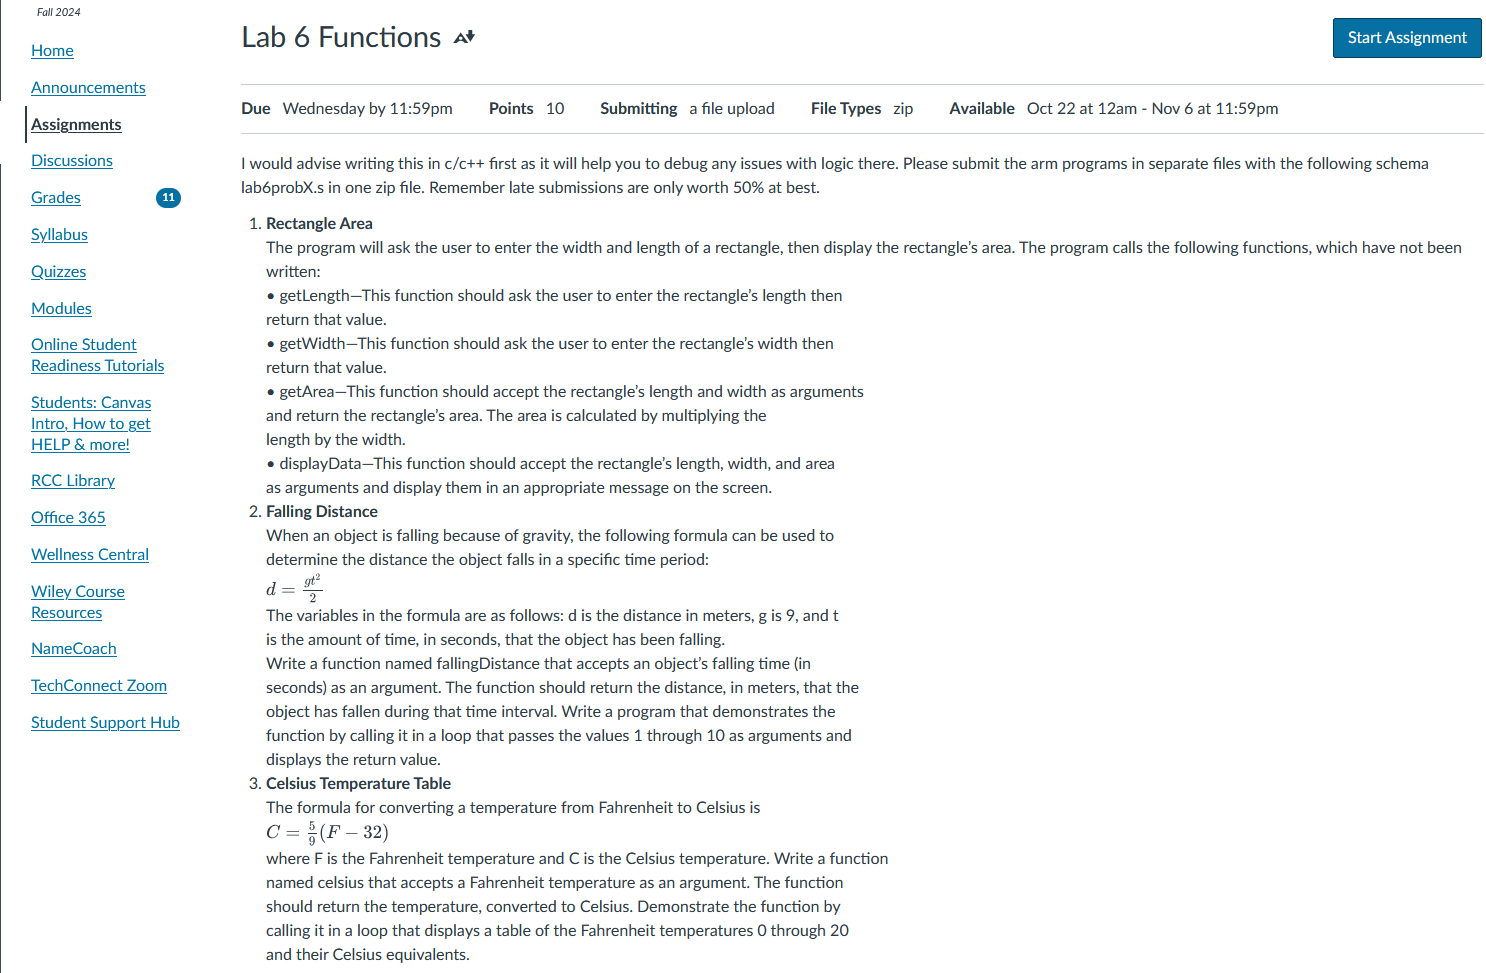 Fall 2024
Home
Announcements
Assignments
Discussions
Grades
11
Syllabus
Quizzes
Modules
Online Student
Readiness Tutorials
Students: Canvas
Intro, How to get
HELP & more!
RCC Library
Office 365
Wellness Central
Wiley Course
Resources
NameCoach
TechConnect Zoom
Student Support Hub
Lab 6 Functions
Start Assignment
Due Wednesday by 11:59pm Points 10 Submitting a file upload File Types zip Available Oct 22 at 12am - Nov 6 at 11:59pm
I would advise writing this in c/c++ first as it will help you to debug any issues with logic there. Please submit the arm programs in separate files with the following schema
lab6probX.s in one zip file. Remember late submissions are only worth 50% at best.
1. Rectangle Area
The program will ask the user to enter the width and length of a rectangle, then display the rectangle's area. The program calls the following functions, which have not been
written:
• getLength—This function should ask the user to enter the rectangle's length then
return that value.
• getWidth—This function should ask the user to enter the rectangle's width then
return that value.
• getArea—This function should accept the rectangle's length and width as arguments
and return the rectangle's area. The area is calculated by multiplying the
length by the width.
• displayData—This function should accept the rectangle's length, width, and area
as arguments and display them in an appropriate message on the screen.
2. Falling Distance
When an object is falling because of gravity, the following formula can be used to
determine the distance the object falls in a specific time period:
d = gt²/2
The variables in the formula are as follows: d is the distance in meters, g is 9, and t
is the amount of time, in seconds, that the object has been falling.
Write a function named fallingDistance that accepts an object's falling time (in
seconds) as an argument. The function should return the distance, in meters, that the
object has fallen during that time interval. Write a program that demonstrates the
function by calling it in a loop that passes the values 1 through 10 as arguments and
displays the return value.
3. Celsius Temperature Table
The formula for converting a temperature from Fahrenheit to Celsius is
C = 5/9(F − 32)
where F is the Fahrenheit temperature and C is the Celsius temperature. Write a function
named celsius that accepts a Fahrenheit temperature as an argument. The function
should return the temperature, converted to Celsius. Demonstrate the function by
calling it in a loop that displays a table of the Fahrenheit temperatures 0 through 20
and their Celsius equivalents.